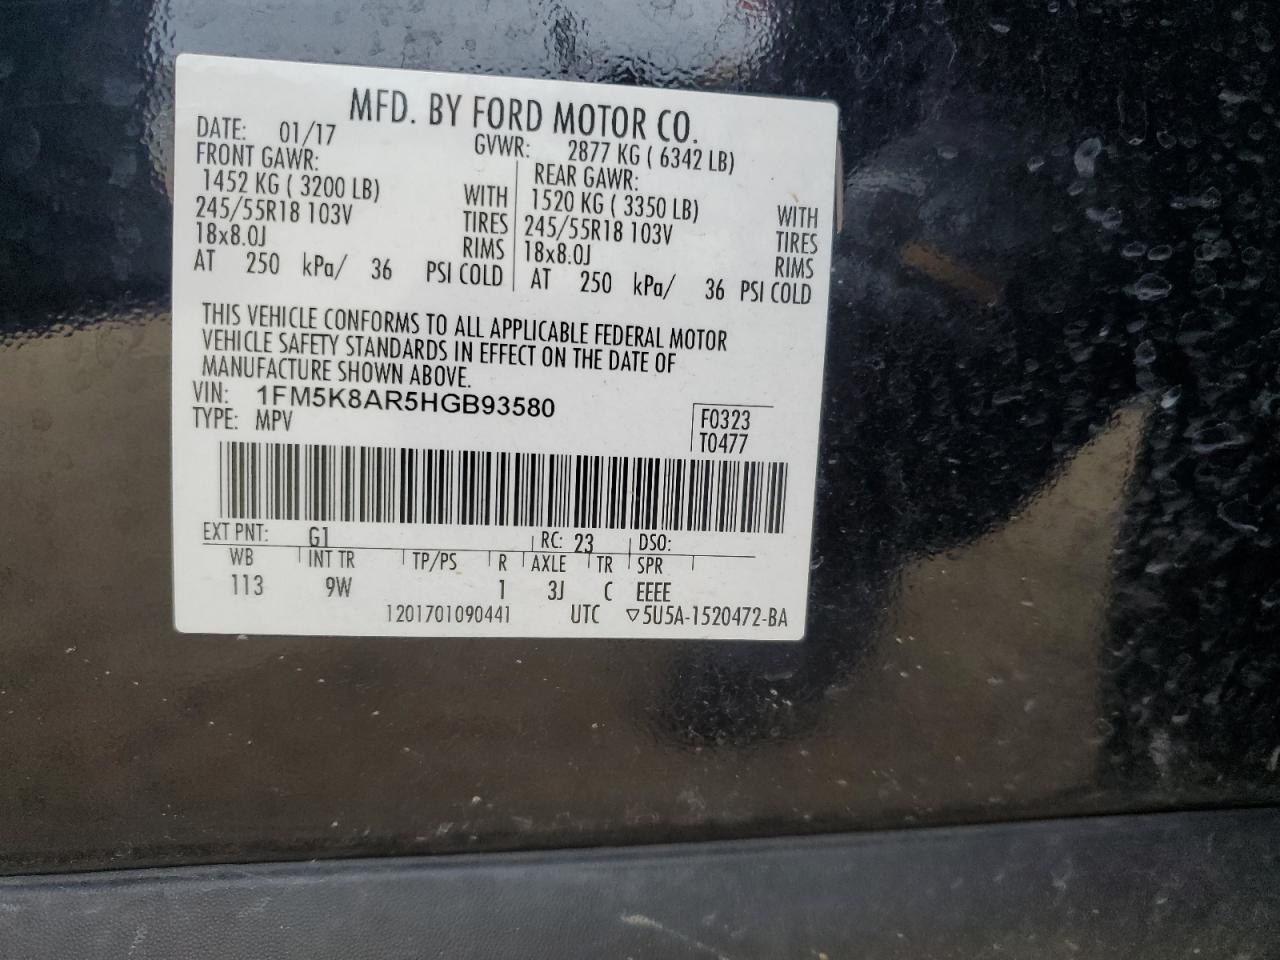 MFD. BY FORD MOTOR CO.
DATE: 01/17 GVWR: 2877 KG ( 6342 LB)
FRONT GAWR: REAR GAWR:
1452 KG ( 3200 LB) WITH 1520 KG ( 3350 LB) WITH
245/55R18 103V TIRES 245/55R18 103V TIRES
18x8.0J RIMS 18x8.0J RIMS
AT 250 kPa/ 36 PSI COLD AT 250 kPa/ 36 PSI COLD
THIS VEHICLE CONFORMS TO ALL APPLICABLE FEDERAL MOTOR
VEHICLE SAFETY STANDARDS IN EFFECT ON THE DATE OF
MANUFACTURE SHOWN ABOVE.
VIN: 1FM5K8AR5HGB93580
TYPE: MPV
F0323
T0477
EXT PNT: G1 RC: 23 DSO:
WB INT TR TP/PS R AXLE TR SPR
113 9W 1 3J C EEEE
1201701090441 UTC ▽5U5A-1520472-BA